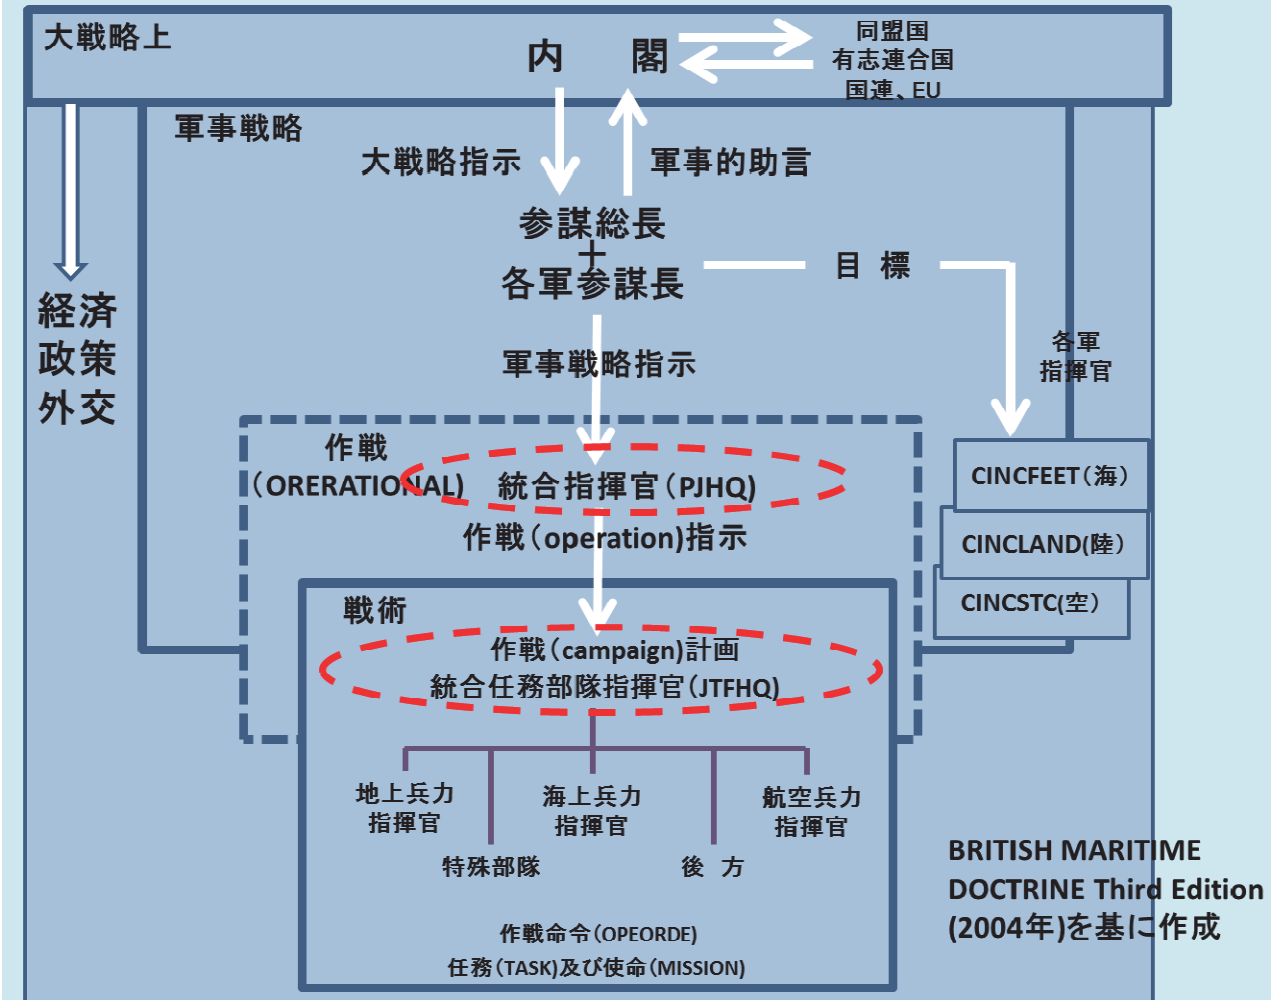 大戦略上
内 閣
同盟国
有志連合国
国連、EU
軍事戦略
大戦略指示
軍事的助言
参謀総長
+
各軍参謀長
目 標
経済
政策
外交
軍事戦略指示
各軍
指揮官
作戦
（ORERATIONAL)
統合指揮官（PJHQ)
CINCFEET（海）
作戦（operation)指示
CINCLAND(陸）
CINCSTC(空）
戦術
作戦（campaign)計画
統合任務部隊指揮官（JTFHQ)
地上兵力
指揮官
海上兵力
指揮官
航空兵力
指揮官
特殊部隊
後 方
BRITISH MARITIME
DOCTRINE Third Edition
(2004年)を基に作成
作戦命令（OPEORDE)
任務（TASK)及び使命（MISSION)